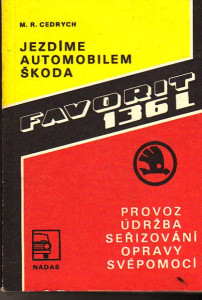 M. R. CEDRYCH
JEZDÍME
AUTOMOBILEM
ŠKODA
FAVORIT
136 L
PROVOZ
ÚDRŽBA
SEŘIZOVÁNÍ
OPRAVY
SVÉPOMOCÍ
NADAS